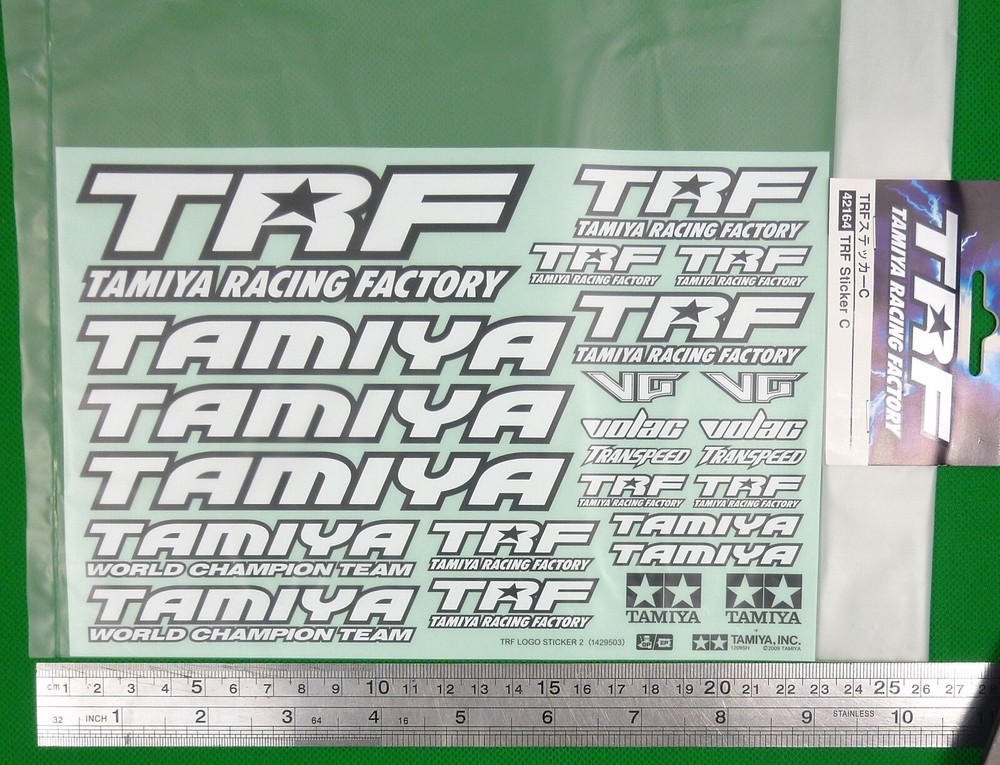 TRF
TAMIYA RACING FACTORY
TAMIYA
TAMIYA
TAMIYA
TAMIYA
WORLD CHAMPION TEAM
TAMIYA
WORLD CHAMPION TEAM
TRF
TAMIYA RACING FACTORY
TRF
TAMIYA RACING FACTORY
TRF
TAMIYA RACING FACTORY
TRF TRF
TAMIYA RACING FACTORY TAMIYA RACING FACTORY
TRF
TAMIYA RACING FACTORY
VG VG
volac volac
TRANSPEED TRANSPEED
TRF TRF
TAMIYA RACING FACTORY TAMIYA RACING FACTORY
TAMIYA
TAMIYA
TAMIYA TAMIYA
TRF LOGO STICKER 2 (1429503)
GP/EP
TAMIYA, INC.
1209SH ©2009 TAMIYA
TRFステッカーC
42164 TRF Sticker C
TRF
TAMIYA RACING FACTORY
cm 1 2 3 4 5 6 7 8 9 10 11 12 13 14 15 16 17 18 19 20 21 22 23 24 25 26 27
32 INCH 1 2 3 64 4 16 5 6 7 8 9 STAINLESS 10